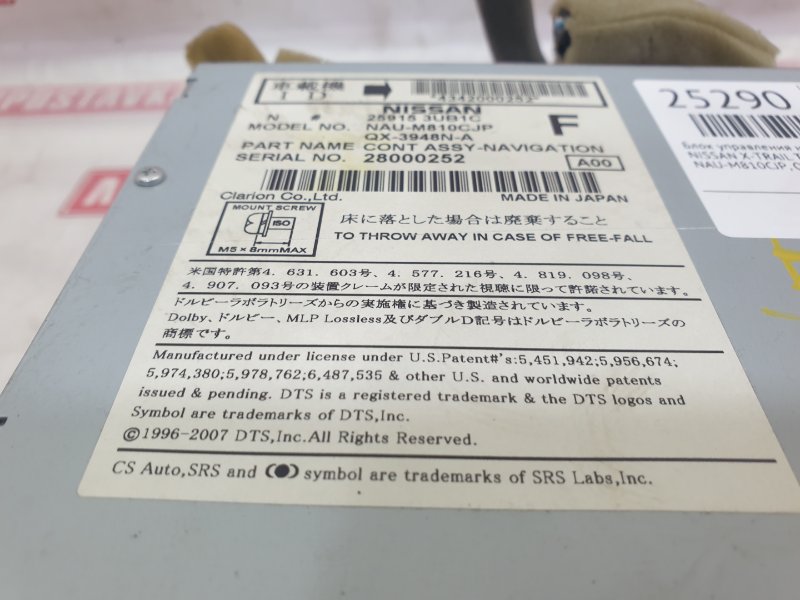 車載機
I D
4342000252
NISSAN
N # 25915 3UB1C
MODEL NO. NAU-M810CJP
QX-3948N-A
F
PART NAME CONT ASSY-NAVIGATION
SERIAL NO. 28000252
A00
Clarion Co.,Ltd.
MADE IN JAPAN
MOUNT SCREW
ISO
M5×8mmMAX
床に落とした場合は廃棄すること
TO THROW AWAY IN CASE OF FREE-FALL
米国特許第4. 631. 603号、4. 577. 216号、4. 819. 098号、
4. 907. 093号の装置クレームが限定された視聴に限って許諾されています。
ドルビーラボラトリーズからの実施権に基づき製造されています。
Dolby、ドルビー、MLP Lossless及びダブルD記号はドルビーラボラトリーズの
商標です。
Manufactured under license under U.S.Patent#'s:5,451,942;5,956,674;
5,974,380;5,978,762;6,487,535 & other U.S. and worldwide patents
issued & pending. DTS is a registered trademark & the DTS logos and
Symbol are trademarks of DTS,Inc.
©1996-2007 DTS,Inc.All Rights Reserved.
CS Auto,SRS and symbol are trademarks of SRS Labs,Inc.
25290
Блок управления
NISSAN X-TRAIL
NAU-M810CJP